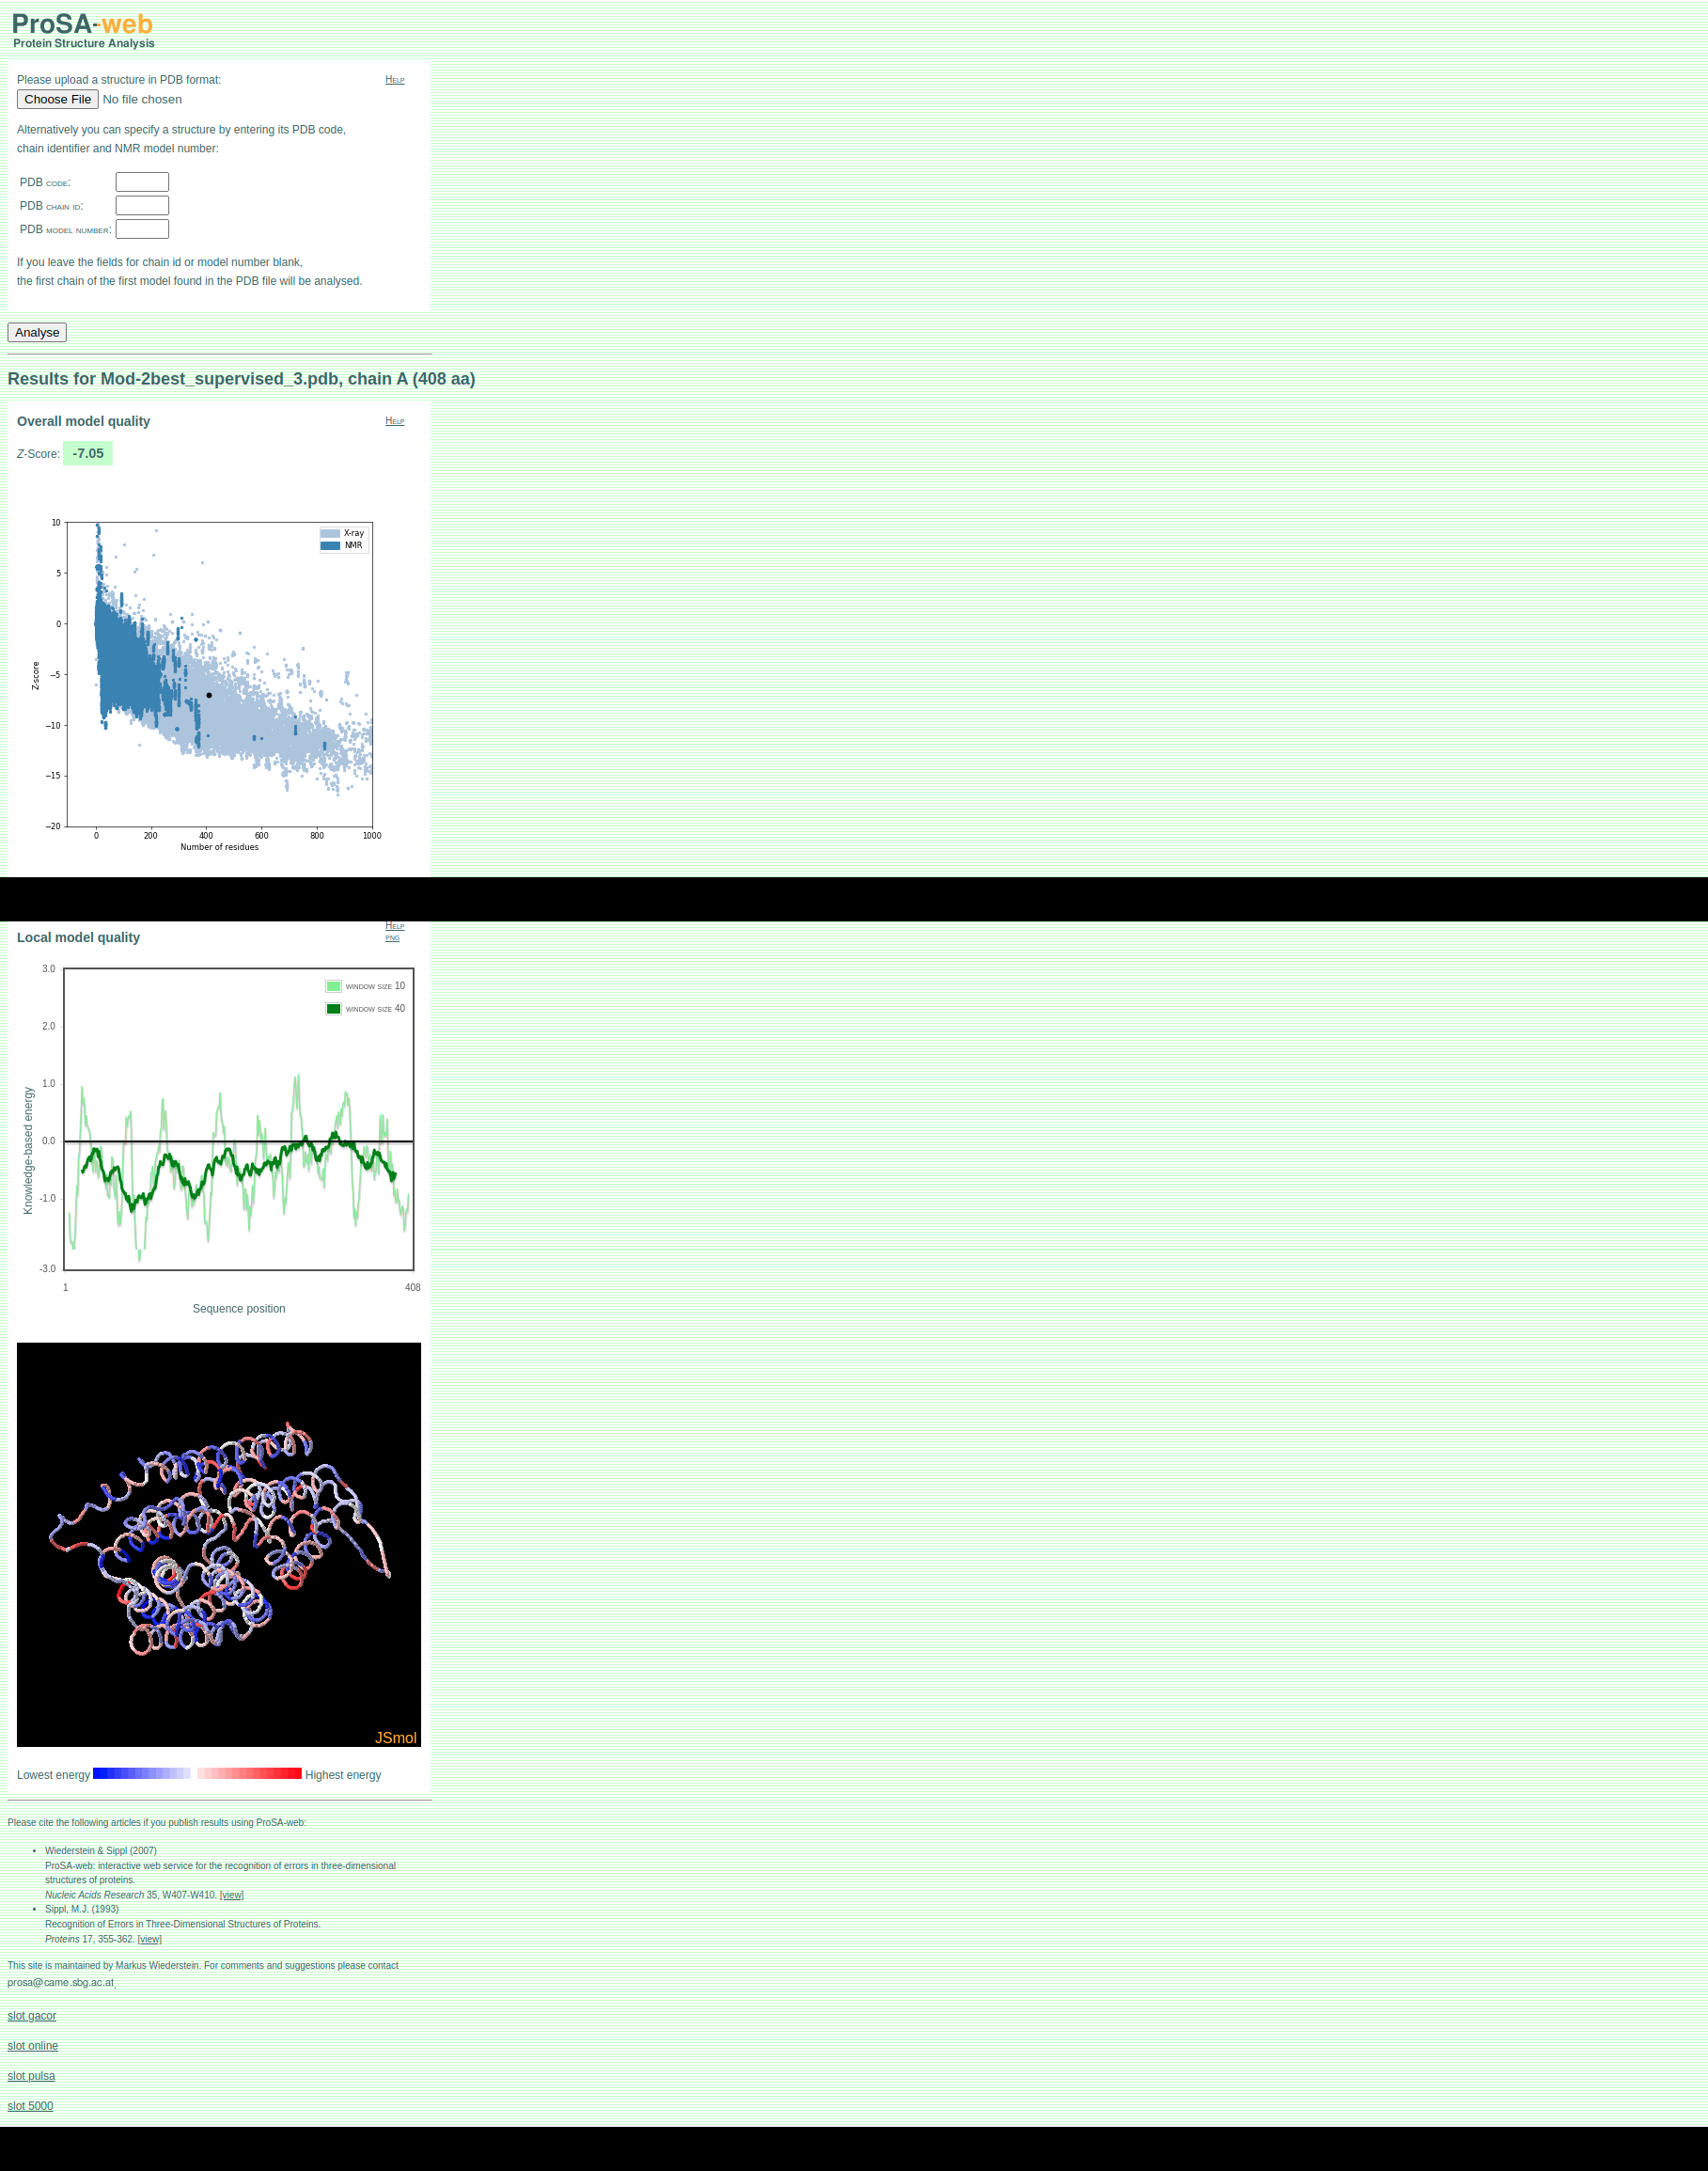 ProSA-web
Protein Structure Analysis
Please upload a structure in PDB format:
Help
Choose File No file chosen
Alternatively you can specify a structure by entering its PDB code,
chain identifier and NMR model number:
PDB code:
PDB chain id:
PDB model number:
If you leave the fields for chain id or model number blank,
the first chain of the first model found in the PDB file will be analysed.
Analyse
Results for Mod-2best_supervised_3.pdb, chain A (408 aa)
Overall model quality
Help
Z-Score: -7.05
10
5
0
−5
−10
−15
−20
Z-score
X-ray
NMR
0 200 400 600 800 1000
Number of residues
Help
png
Local model quality
3.0
2.0
1.0
0.0
-1.0
-3.0
Knowledge-based energy
window size 10
window size 40
1 408
Sequence position
JSmol
Lowest energy Highest energy
Please cite the following articles if you publish results using ProSA-web:
• Wiederstein & Sippl (2007)
ProSA-web: interactive web service for the recognition of errors in three-dimensional
structures of proteins.
Nucleic Acids Research 35, W407-W410. [view]
• Sippl, M.J. (1993)
Recognition of Errors in Three-Dimensional Structures of Proteins.
Proteins 17, 355-362. [view]
This site is maintained by Markus Wiederstein. For comments and suggestions please contact
prosa@came.sbg.ac.at.
slot gacor
slot online
slot pulsa
slot 5000